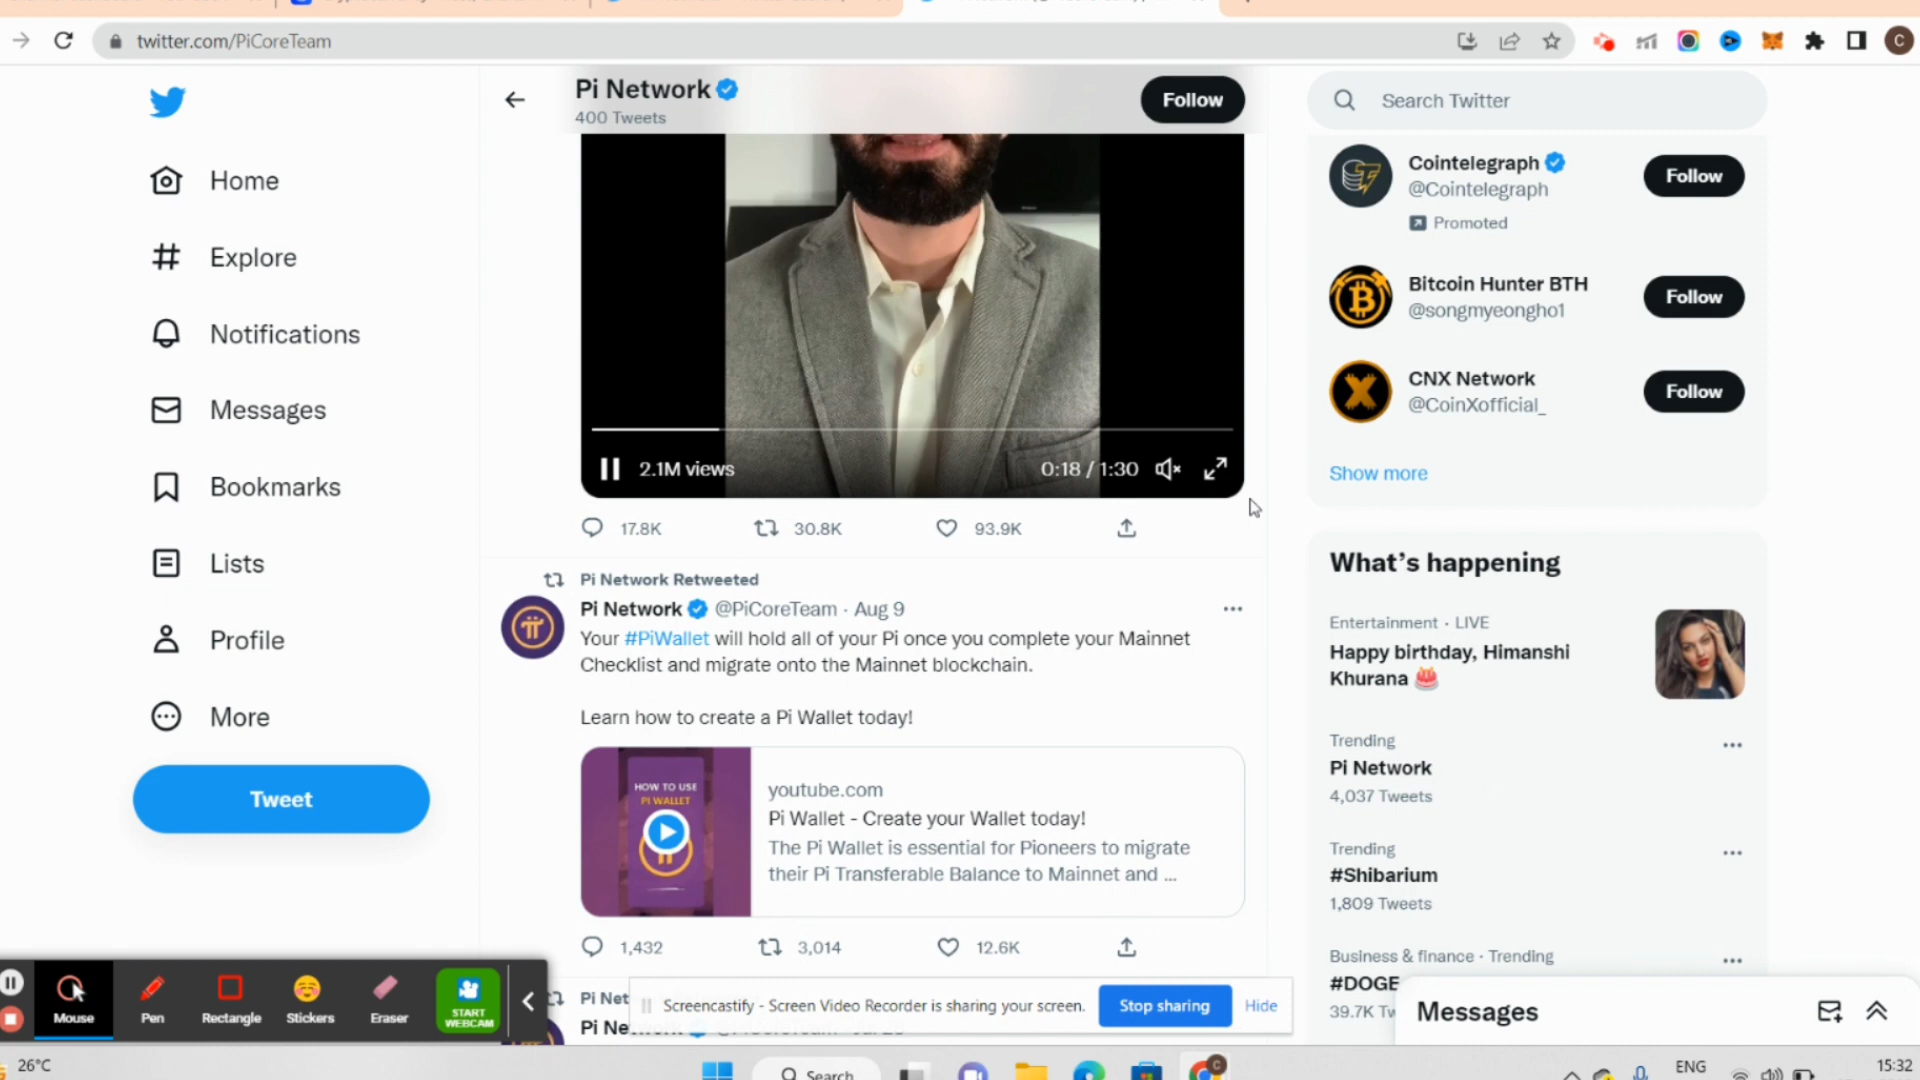 twitter.com/PiCoreTeam
C
Pi Network
400 Tweets
Follow
Search Twitter
Home
Explore
Notifications
Messages
Bookmarks
Lists
Profile
More
Tweet
2.1M views
0:18 / 1:30
17.8K
30.8K
93.9K
Pi Network Retweeted
Pi Network @PiCoreTeam · Aug 9
Your #PiWallet will hold all of your Pi once you complete your Mainnet
Checklist and migrate onto the Mainnet blockchain.
Learn how to create a Pi Wallet today!
HOW TO USE
PI WALLET
youtube.com
Pi Wallet - Create your Wallet today!
The Pi Wallet is essential for Pioneers to migrate
their Pi Transferable Balance to Mainnet and ...
1,432
3,014
12.6K
Cointelegraph
@Cointelegraph
Promoted
Follow
Bitcoin Hunter BTH
@songmyeongho1
Follow
CNX Network
@CoinXofficial_
Follow
Show more
What's happening
Entertainment · LIVE
Happy birthday, Himanshi
Khurana
Trending
Pi Network
4,037 Tweets
Trending
#Shibarium
1,809 Tweets
Business & finance · Trending
#DOGE
39.7K
Messages
Mouse
Pen
Rectangle
Stickers
Eraser
START
WEBCAM
Screencastify - Screen Video Recorder is sharing your screen.
Stop sharing
Hide
26°C
Search
C
ENG
15:32